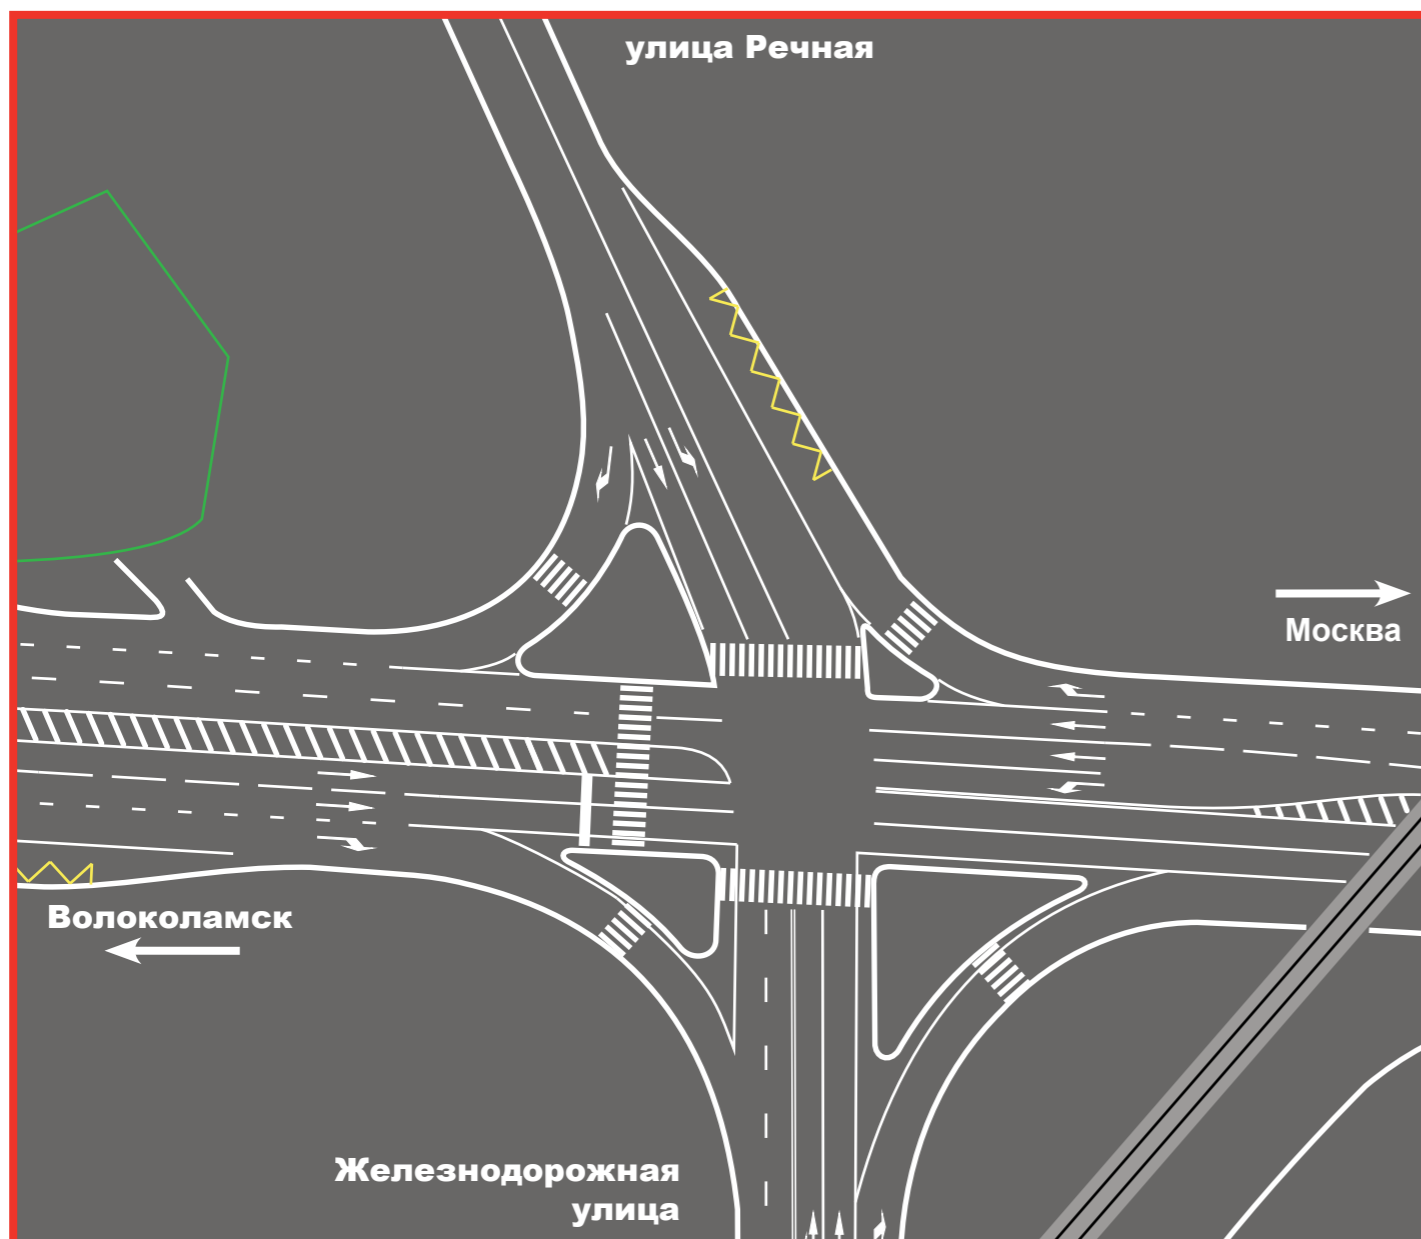 улица Речная
Москва
Волоколамск
Железнодорожная
улица